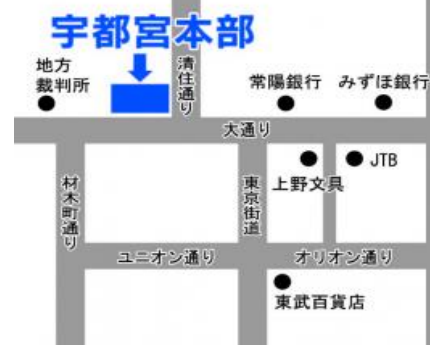 宇都宮本部
地方
裁判所
清住通り
常陽銀行
みずほ銀行
大通り
上野文具
JTB
材木町通り
東京街道
ユニオン通り
オリオン通り
東武百貨店